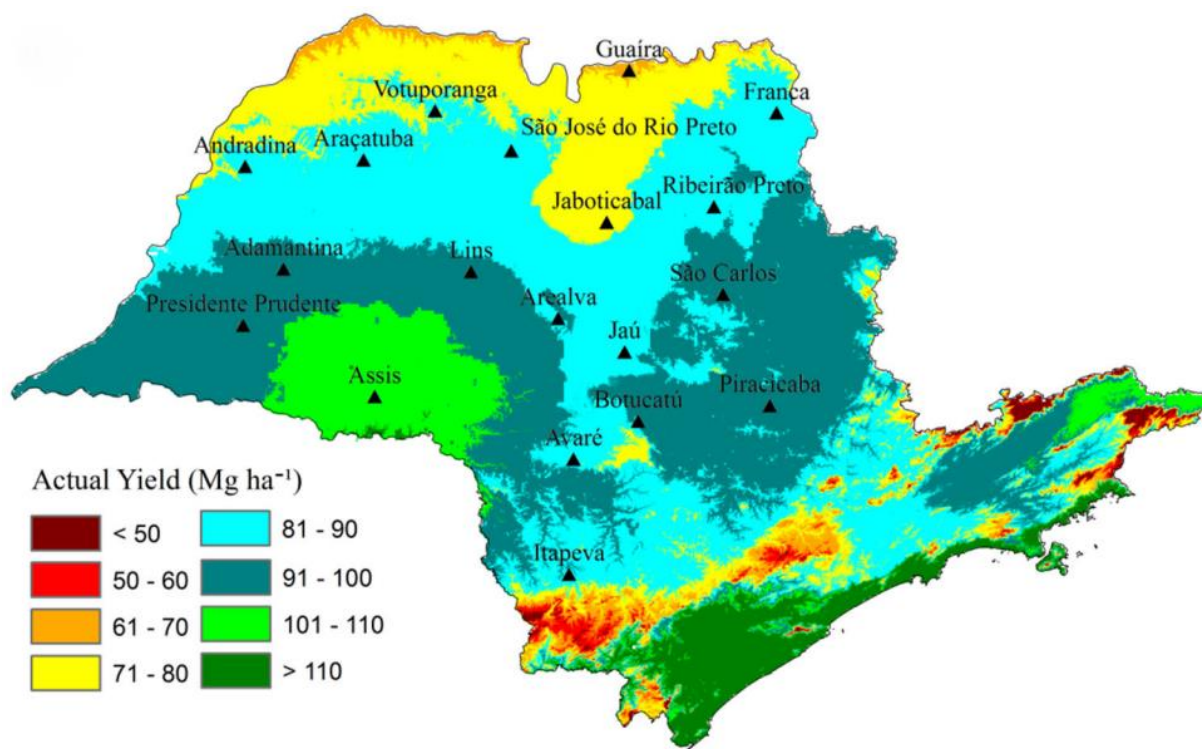 Guaíra
Votuporanga
Franca
São José do Rio Preto
Andradina
Araçatuba
Ribeirão Preto
Jaboticabal
Adamantina
Lins
São Carlos
Presidente Prudente
Arealva
Jaú
Assis
Piracicaba
Botucatú
Avaré
Itapeva
Actual Yield (Mg ha⁻¹)
< 50
50 - 60
61 - 70
71 - 80
81 - 90
91 - 100
101 - 110
> 110